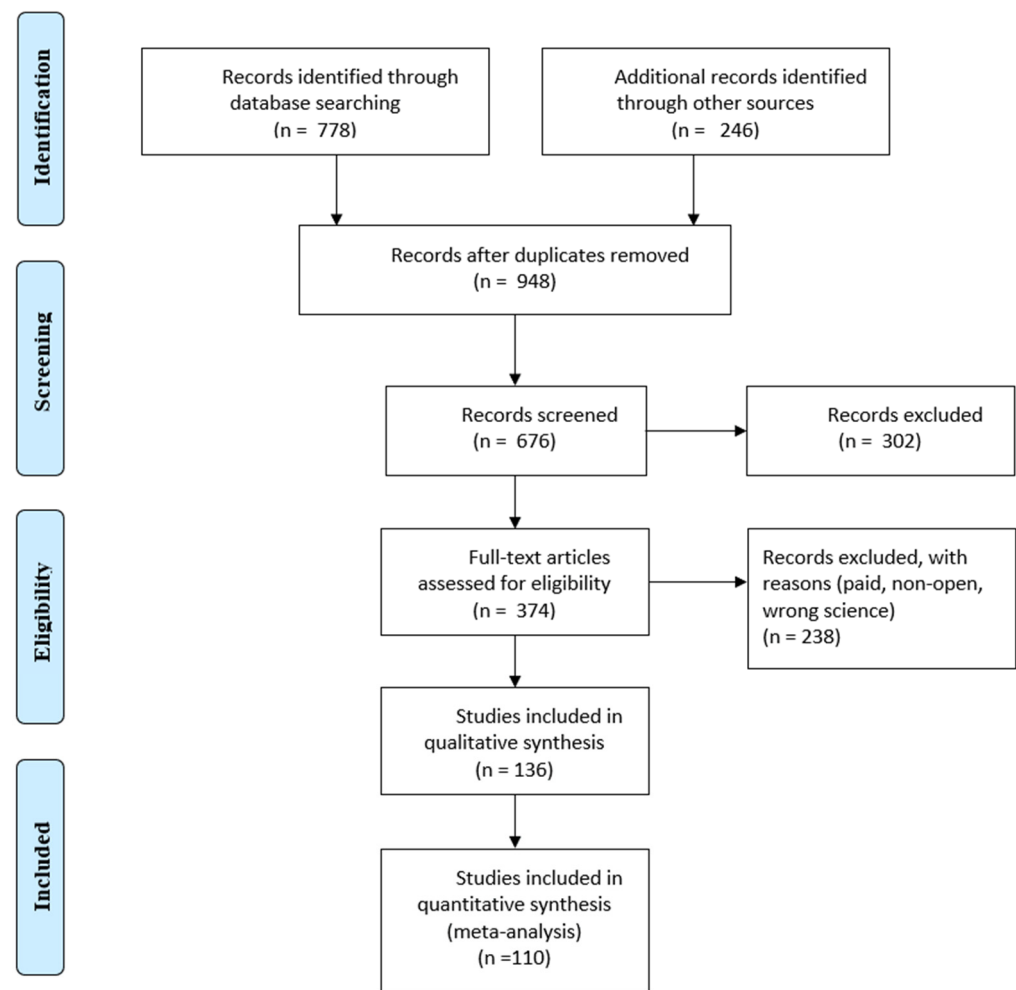 Identification
Records identified through
database searching
(n = 778)
Additional records identified
through other sources
(n = 246)
Records after duplicates removed
(n = 948)
Screening
Records screened
(n = 676)
Records excluded
(n = 302)
Eligibility
Full-text articles
assessed for eligibility
(n = 374)
Records excluded, with
reasons (paid, non-open,
wrong science)
(n = 238)
Studies included in
qualitative synthesis
(n = 136)
Included
Studies included in
quantitative synthesis
(meta-analysis)
(n =110)